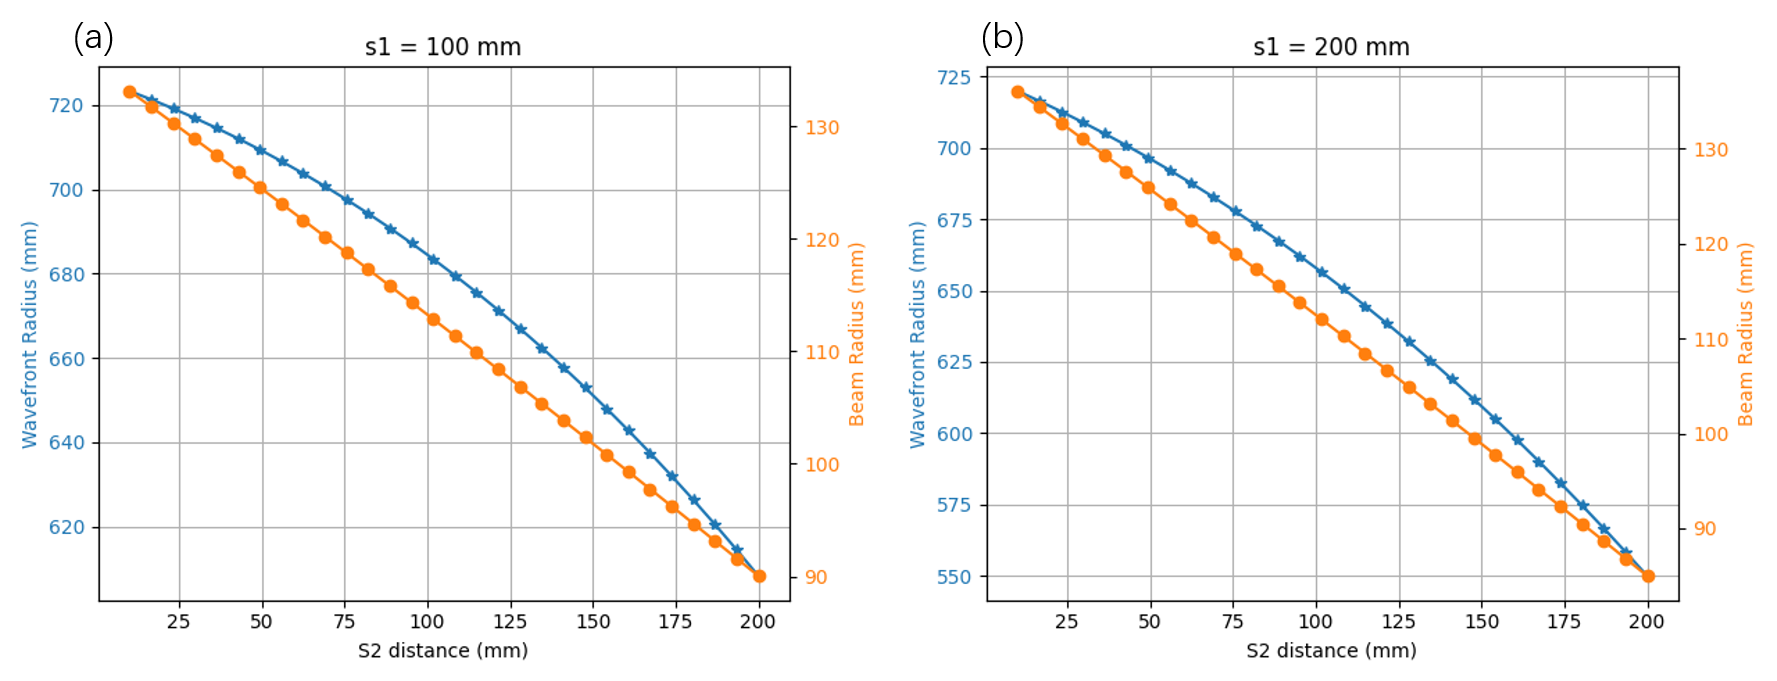 (a)
s1 = 100 mm
720
700
680
660
640
620
Wavefront Radius (mm)
130
120
110
100
90
Beam Radius (mm)
25 50 75 100 125 150 175 200
S2 distance (mm)
(b)
s1 = 200 mm
725
700
675
650
625
600
575
550
Wavefront Radius (mm)
130
120
110
100
90
Beam Radius (mm)
25 50 75 100 125 150 175 200
S2 distance (mm)